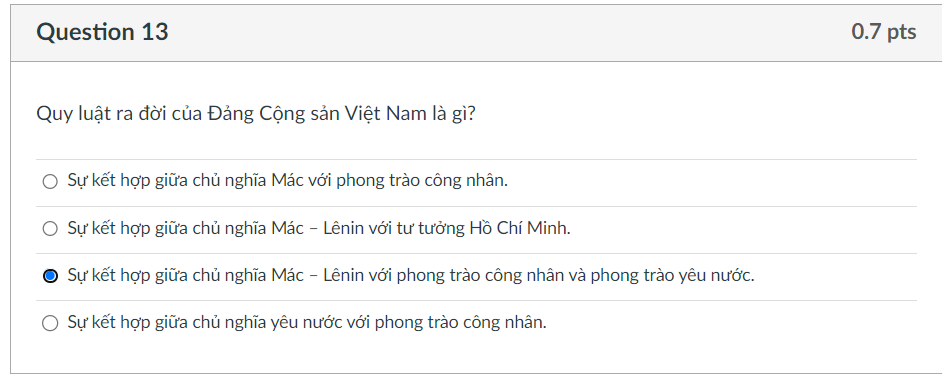 Question 13
0.7 pts
Quy luật ra đời của Đảng Cộng sản Việt Nam là gì?
Sự kết hợp giữa chủ nghĩa Mác với phong trào công nhân.
Sự kết hợp giữa chủ nghĩa Mác – Lênin với tư tưởng Hồ Chí Minh.
Sự kết hợp giữa chủ nghĩa Mác – Lênin với phong trào công nhân và phong trào yêu nước.
Sự kết hợp giữa chủ nghĩa yêu nước với phong trào công nhân.